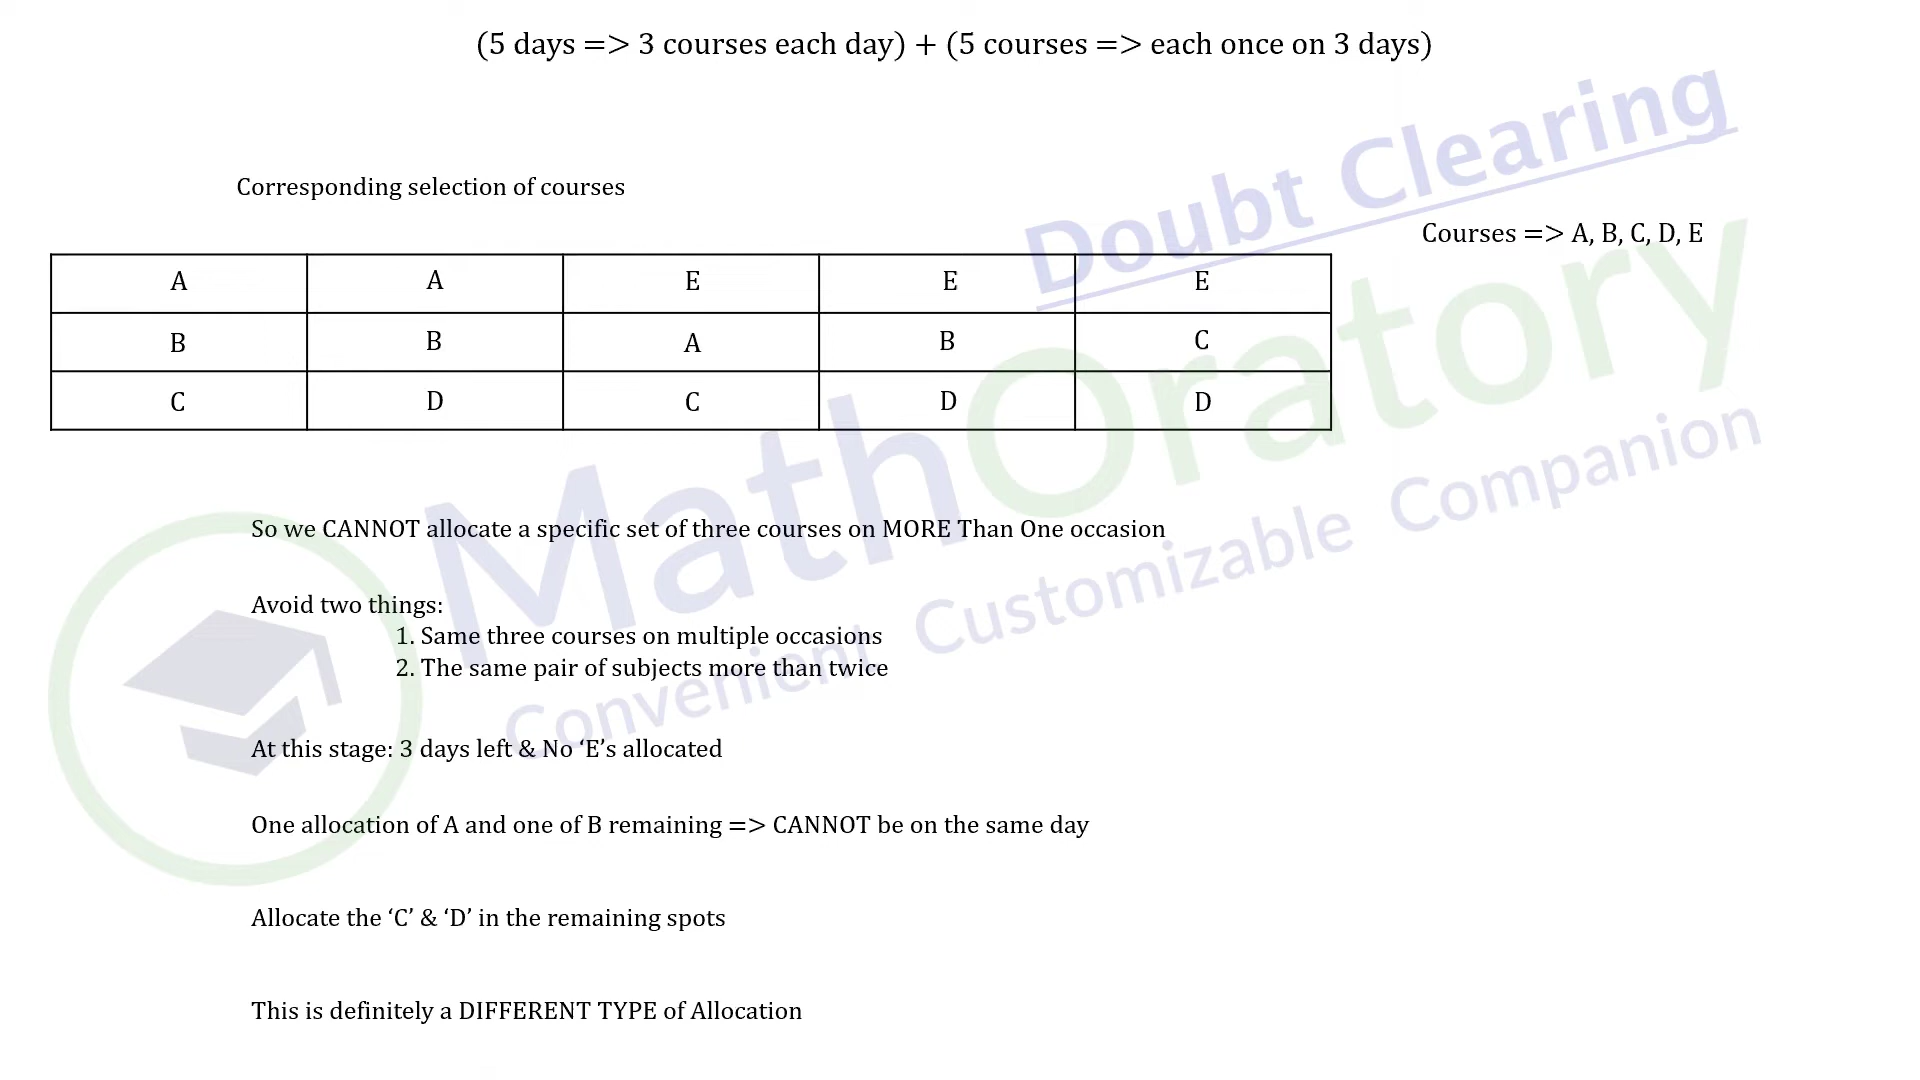 (5 days => 3 courses each day) + (5 courses => each once on 3 days)
Doubt Clearing
Corresponding selection of courses
Courses => A, B, C, D, E
A A E E E
B B A B C
C D C D D
MathOratory
Convenient Customizable Companion
So we CANNOT allocate a specific set of three courses on MORE Than One occasion
Avoid two things:
1. Same three courses on multiple occasions
2. The same pair of subjects more than twice
At this stage: 3 days left & No ‘E’s allocated
One allocation of A and one of B remaining => CANNOT be on the same day
Allocate the ‘C’ & ‘D’ in the remaining spots
This is definitely a DIFFERENT TYPE of Allocation